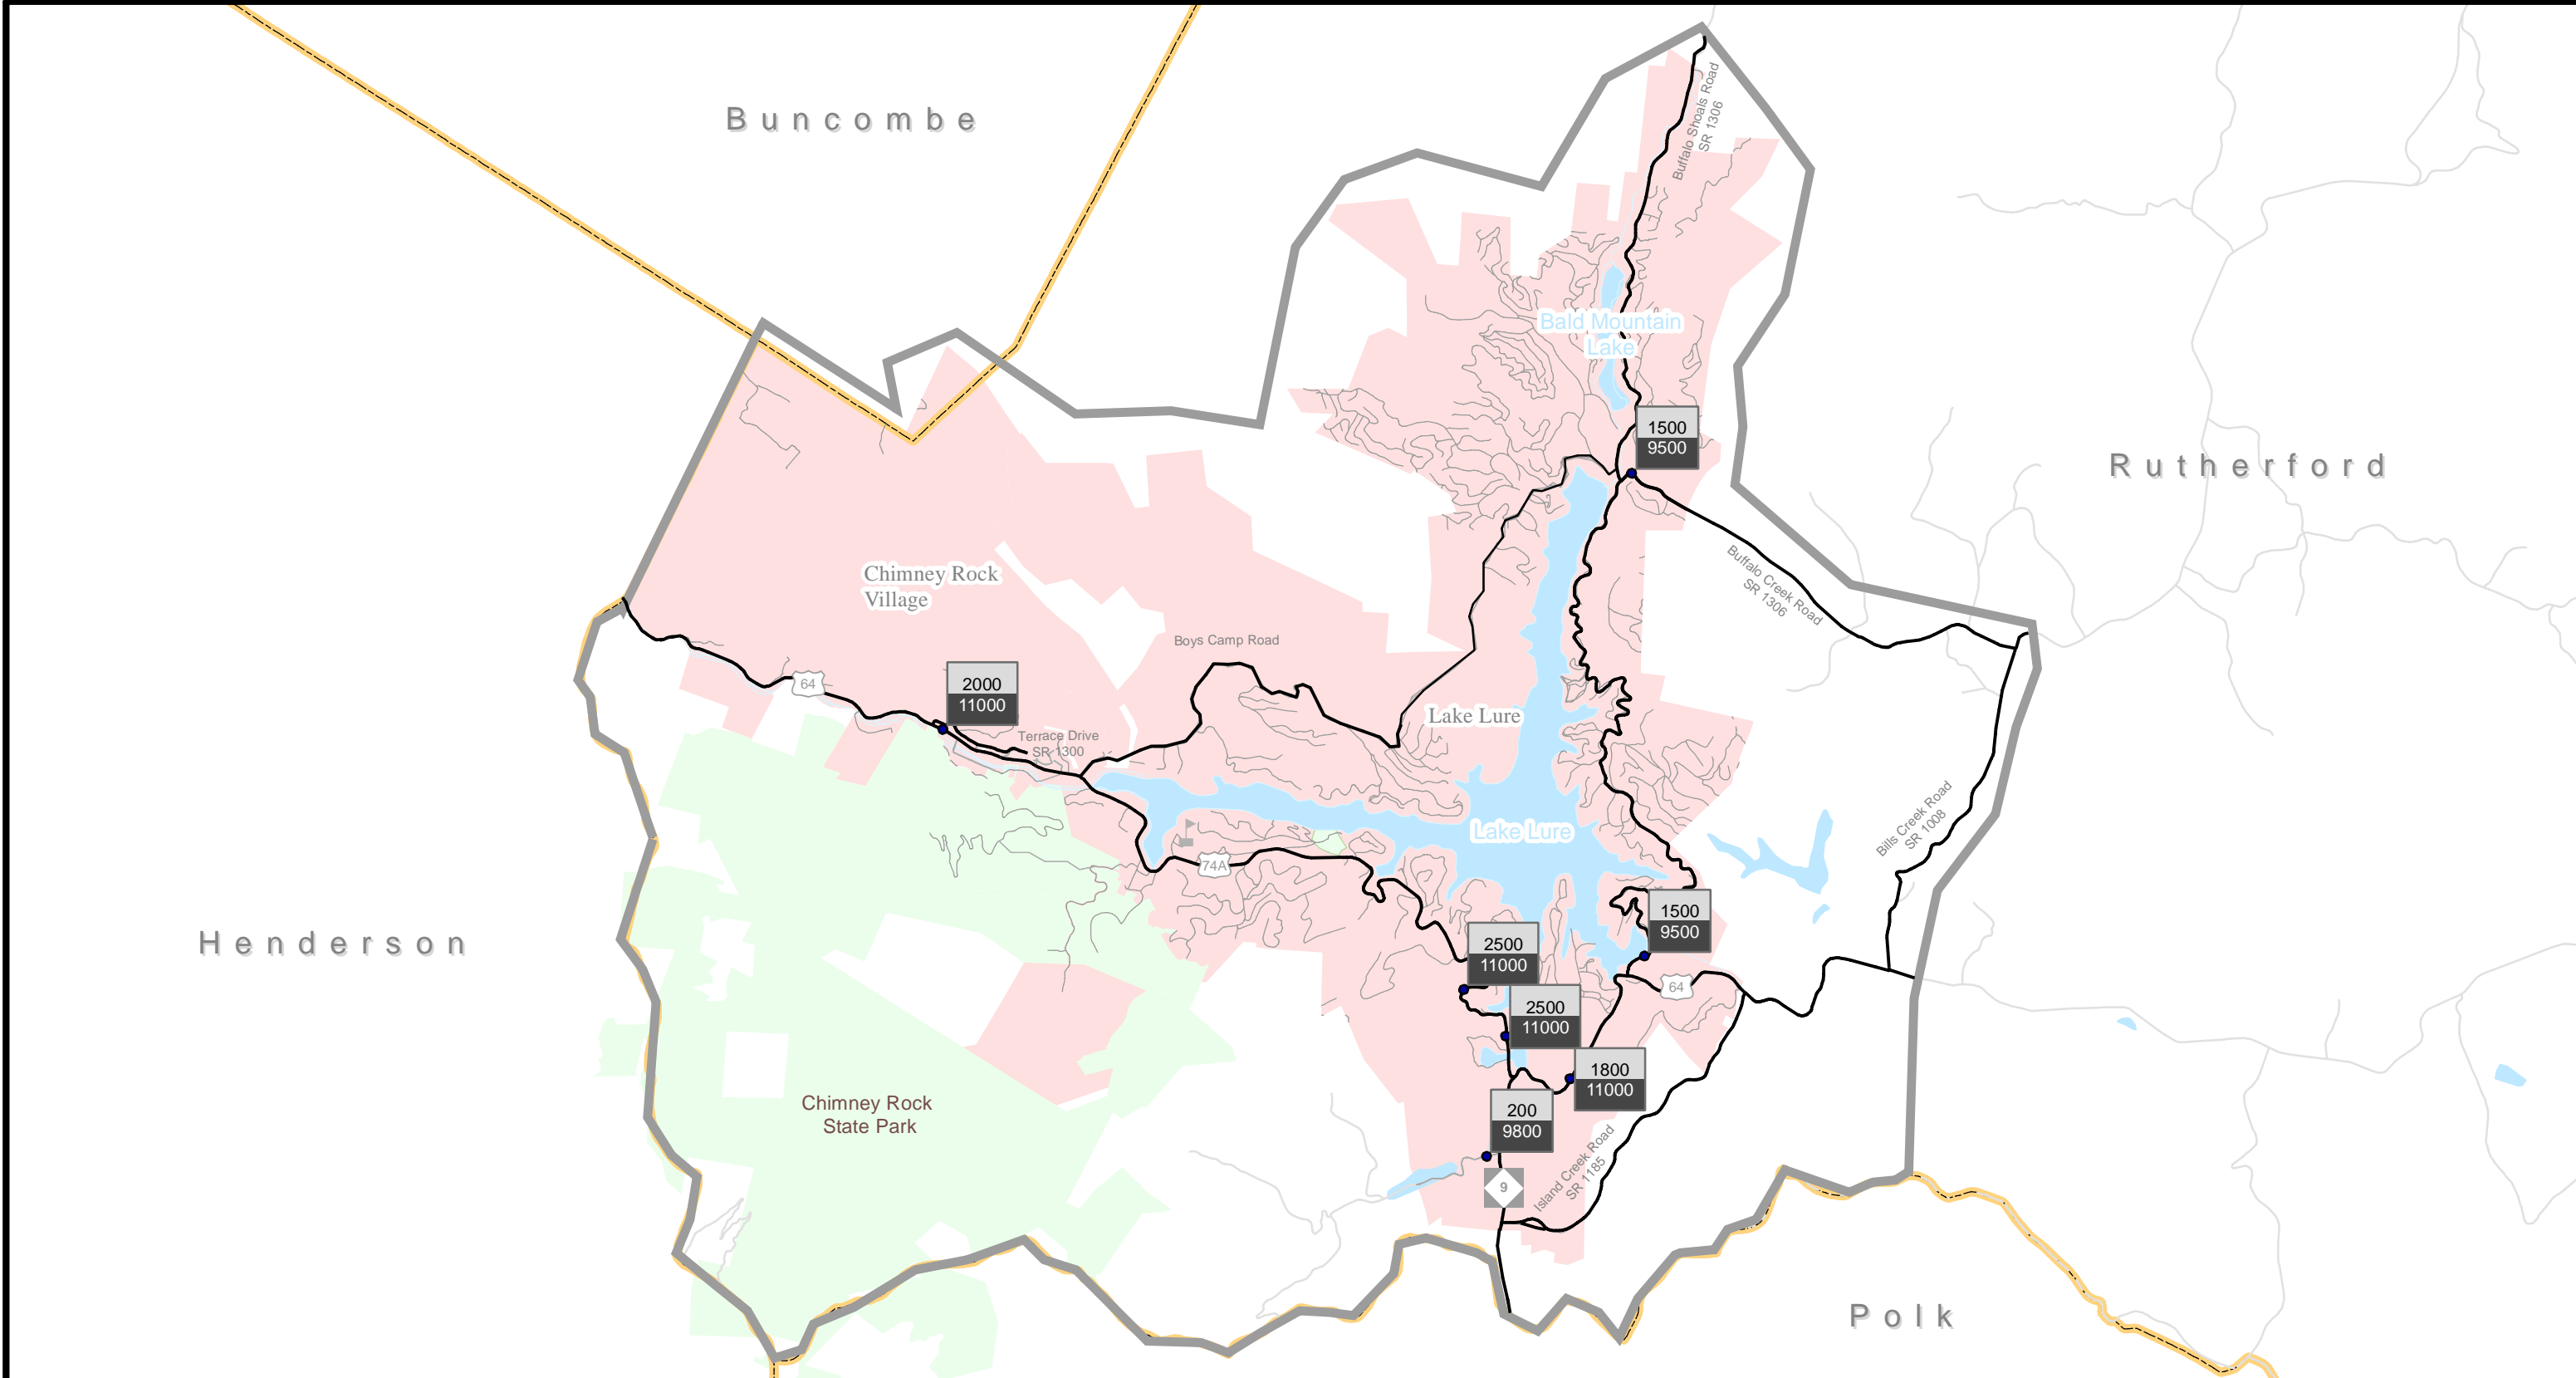 Buncombe
Buffalo Shoals Road
SR 1306
Bald Mountain
Lake
1500
9500
Rutherford
Buffalo Creek Road
SR 1306
Chimney Rock
Village
Boys Camp Road
64
2000
11000
Terrace Drive
SR 1300
Lake Lure
Lake Lure
74A
Bills Creek Road
SR 1008
Henderson
1500
9500
2500
11000
64
2500
11000
1800
11000
Chimney Rock
State Park
200
9800
Island Creek Road
SR 1185
9
Polk